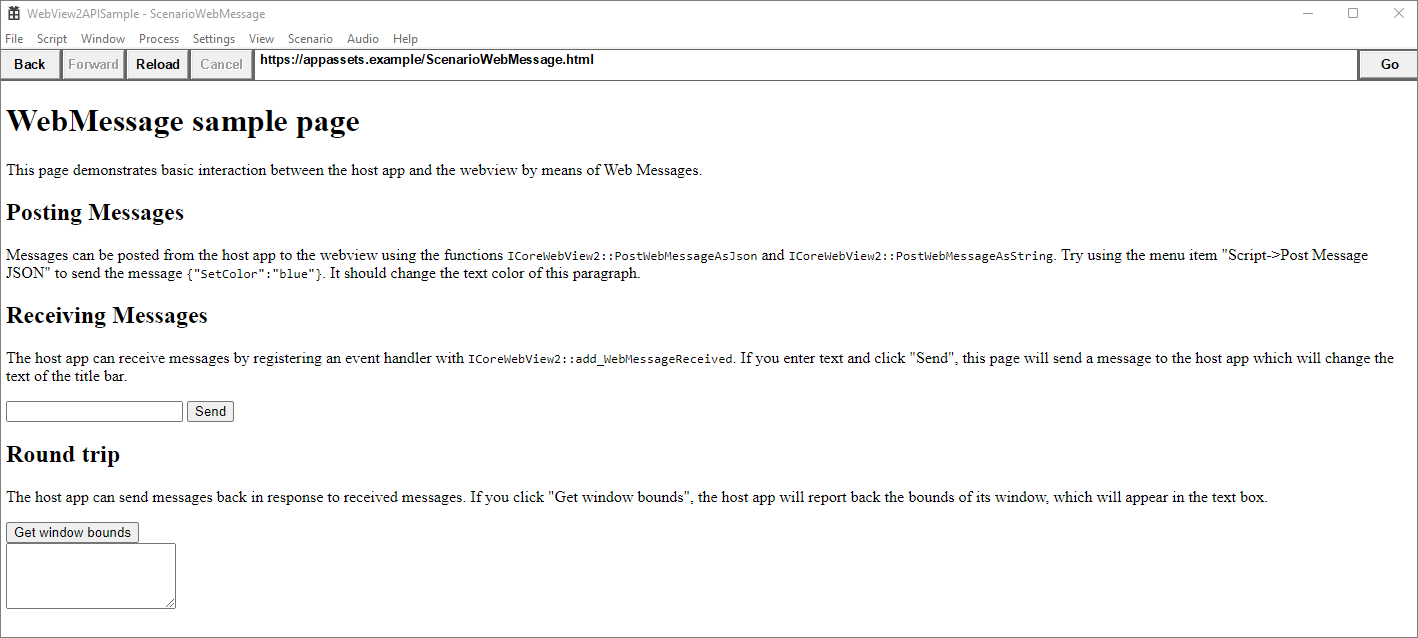 WebView2APISample - ScenarioWebMessage
File Script Window Process Settings View Scenario Audio Help
Back Forward Reload Cancel https://appassets.example/ScenarioWebMessage.html Go
WebMessage sample page
This page demonstrates basic interaction between the host app and the webview by means of Web Messages.
Posting Messages
Messages can be posted from the host app to the webview using the functions ICoreWebView2::PostWebMessageAsJson and ICoreWebView2::PostWebMessageAsString. Try using the menu item "Script->Post Message
JSON" to send the message {"SetColor":"blue"}. It should change the text color of this paragraph.
Receiving Messages
The host app can receive messages by registering an event handler with ICoreWebView2::add_WebMessageReceived. If you enter text and click "Send", this page will send a message to the host app which will change the
text of the title bar.
Send
Round trip
The host app can send messages back in response to received messages. If you click "Get window bounds", the host app will report back the bounds of its window, which will appear in the text box.
Get window bounds